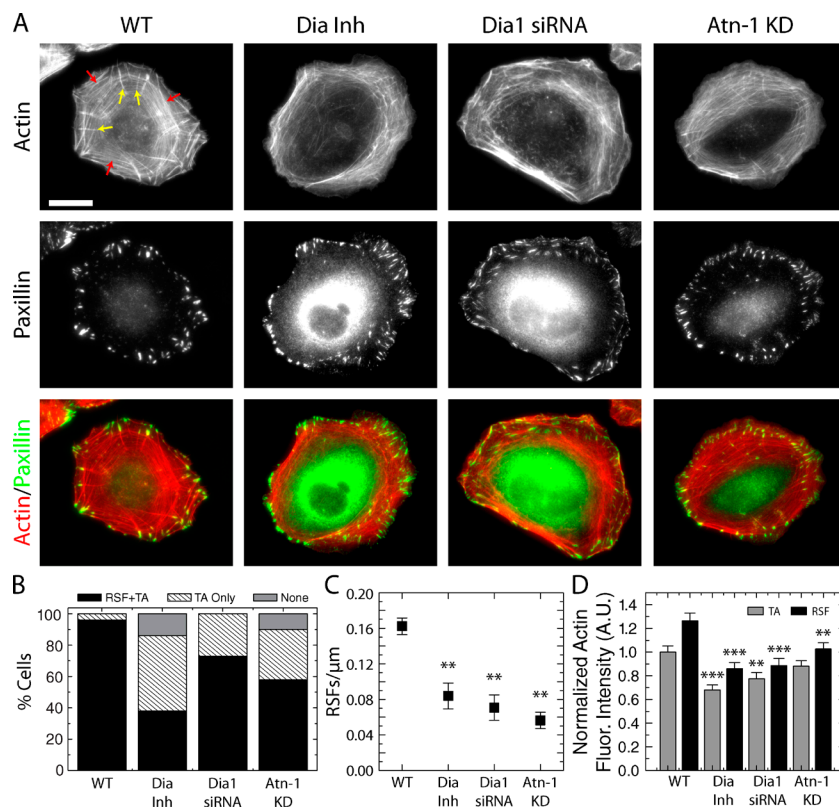 A
WT
Dia Inh
Dia1 siRNA
Atn-1 KD
Actin
Paxillin
Actin/Paxillin
B
RSF+TA
TA Only
None
% Cells
100
80
60
40
20
0
WT
Dia
Inh
Dia1
siRNA
Atn-1
KD
C
RSFs/μm
0.20
0.16
0.12
0.08
0.04
0.00
**
**
**
WT
Dia
Inh
Dia1
siRNA
Atn-1
KD
D
Normalized Actin
Fluor. Intensity (A.U.)
1.4
1.2
1.0
0.8
0.6
0.4
0.2
0.0
TA
RSF
***
***
**
***
**
WT
Dia
Inh
Dia1
siRNA
Atn-1
KD